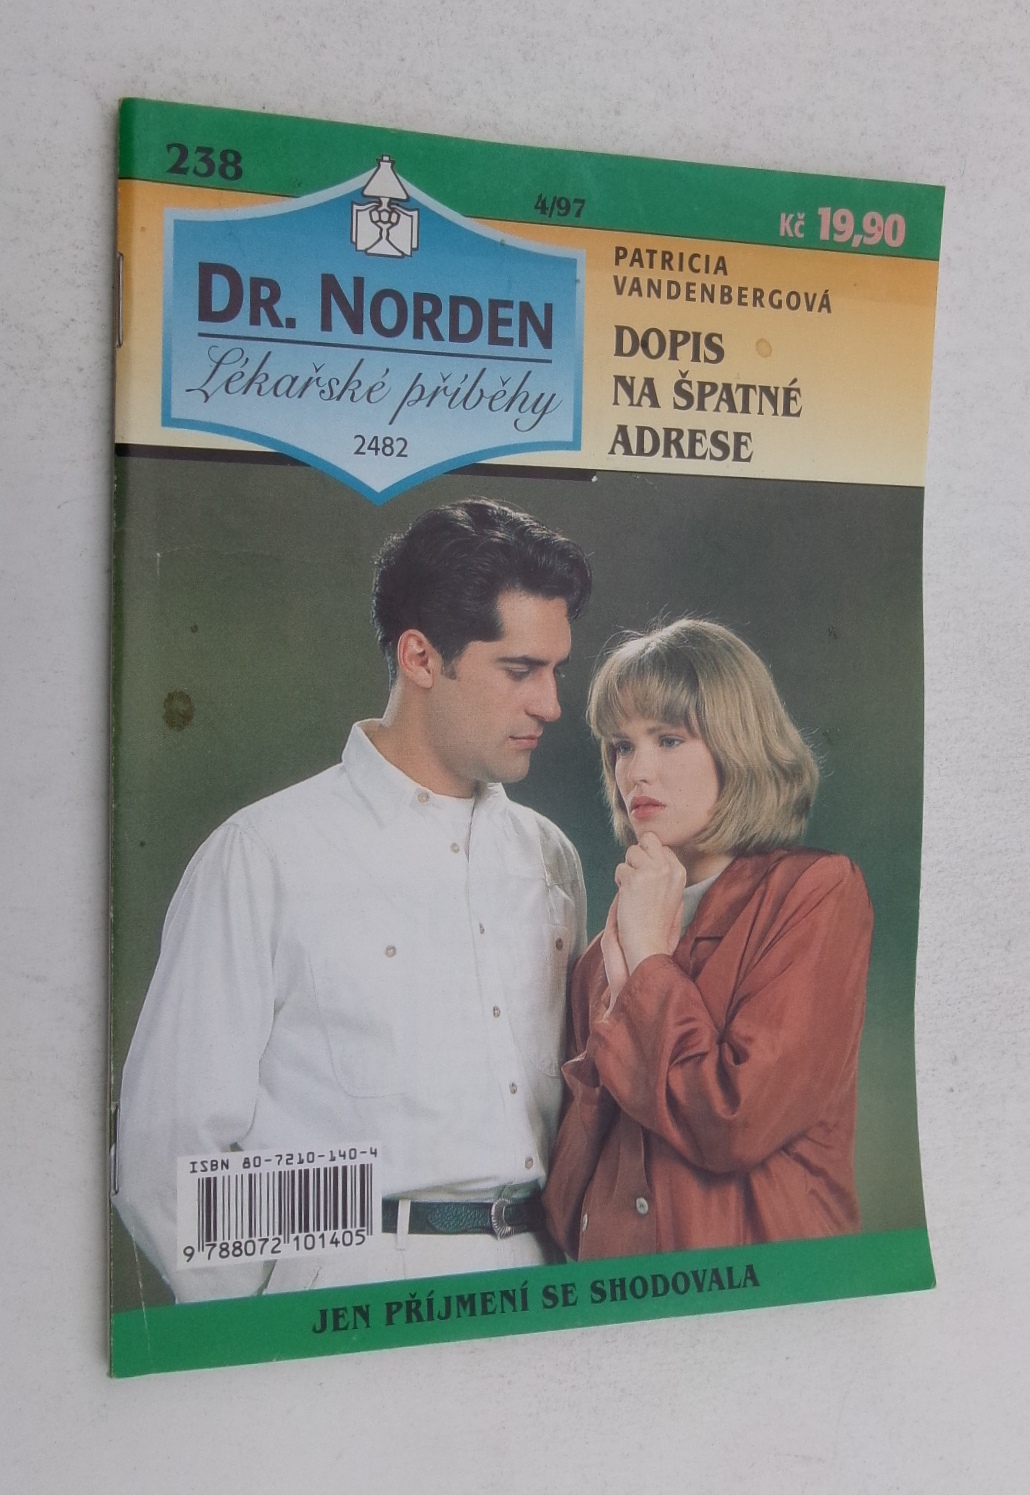 238
4/97
Kč 19,90
DR. NORDEN
Lékařské příběhy
2482
PATRICIA
VANDENBERGOVÁ
DOPIS
NA ŠPATNÉ
ADRESE
ISBN 80-7210-140-4
9 788072 101405
JEN PŘÍJMENÍ SE SHODOVALA